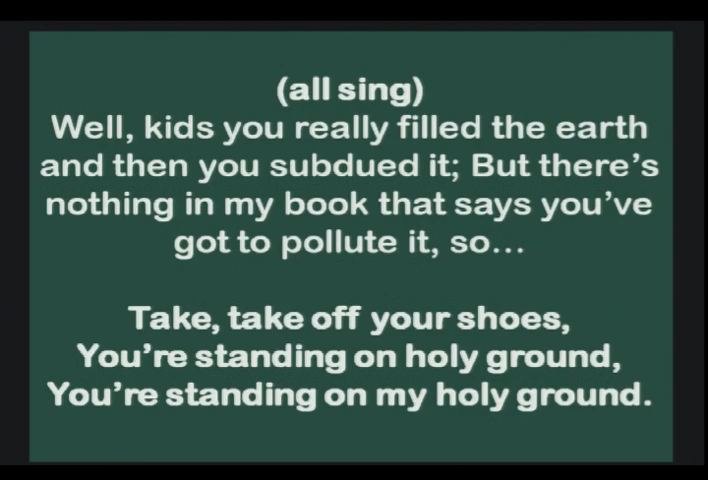 (all sing)
Well, kids you really filled the earth
and then you subdued it; But there's
nothing in my book that says you've
got to pollute it, so...
Take, take off your shoes,
You're standing on holy ground,
You're standing on my holy ground.